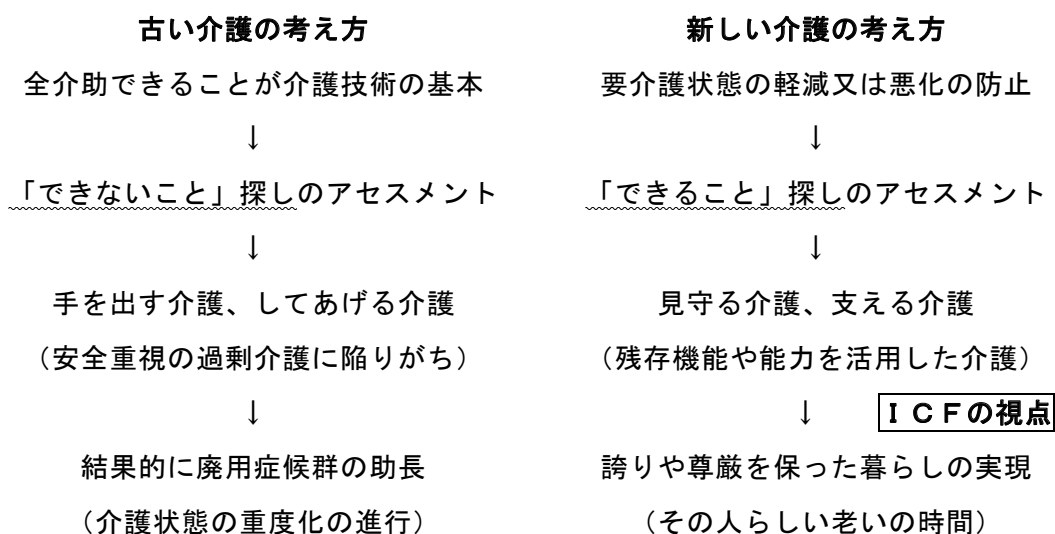 古い介護の考え方
全介助できることが介護技術の基本
↓
「できないこと」探しのアセスメント
↓
手を出す介護、してあげる介護
（安全重視の過剰介護に陥りがち）
↓
結果的に廃用症候群の助長
（介護状態の重度化の進行）
新しい介護の考え方
要介護状態の軽減又は悪化の防止
↓
「できること」探しのアセスメント
↓
見守る介護、支える介護
（残存機能や能力を活用した介護）
↓ ＩＣＦの視点
誇りや尊厳を保った暮らしの実現
（その人らしい老いの時間）